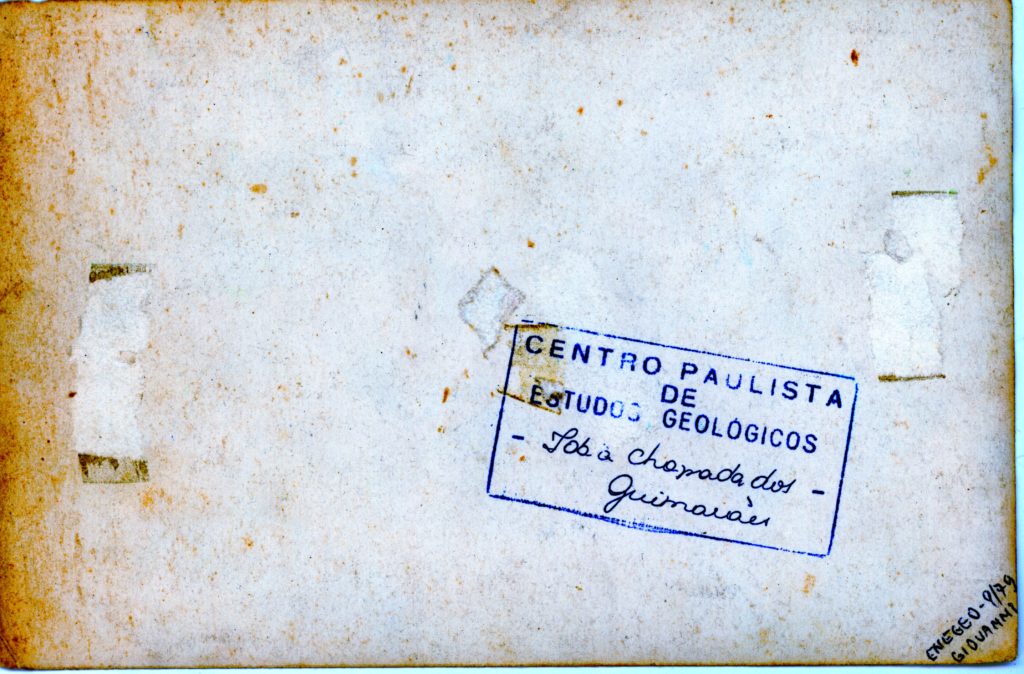 CENTRO PAULISTA
DE
ESTUDOS GEOLÓGICOS
- Sob a chapada dos -
Guimarães
ENEGEO - 9/79
GIOVANNI